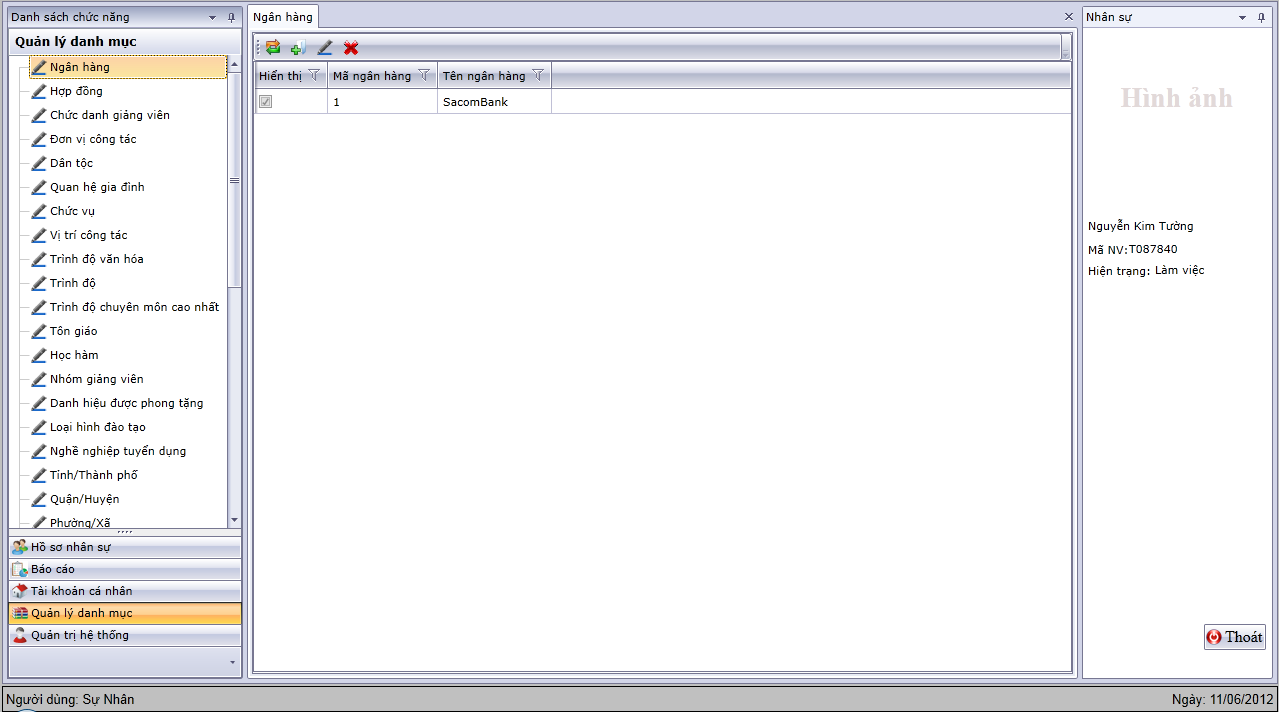 Danh sách chức năng
Quản lý danh mục
Ngân hàng
Hợp đồng
Chức danh giảng viên
Đơn vị công tác
Dân tộc
Quan hệ gia đình
Chức vụ
Vị trí công tác
Trình độ văn hóa
Trình độ
Trình độ chuyên môn cao nhất
Tôn giáo
Học hàm
Nhóm giảng viên
Danh hiệu được phong tặng
Loại hình đào tạo
Nghề nghiệp tuyển dụng
Tỉnh/Thành phố
Quận/Huyện
Phường/Xã
Hồ sơ nhân sự
Báo cáo
Tài khoản cá nhân
Quản lý danh mục
Quản trị hệ thống
Ngân hàng
Hiển thị Mã ngân hàng Tên ngân hàng
1 SacomBank
Nhân sự
Hình ảnh
Nguyễn Kim Tường
Mã NV:T087840
Hiện trạng: Làm việc
Thoát
Người dùng: Sự Nhân
Ngày: 11/06/2012